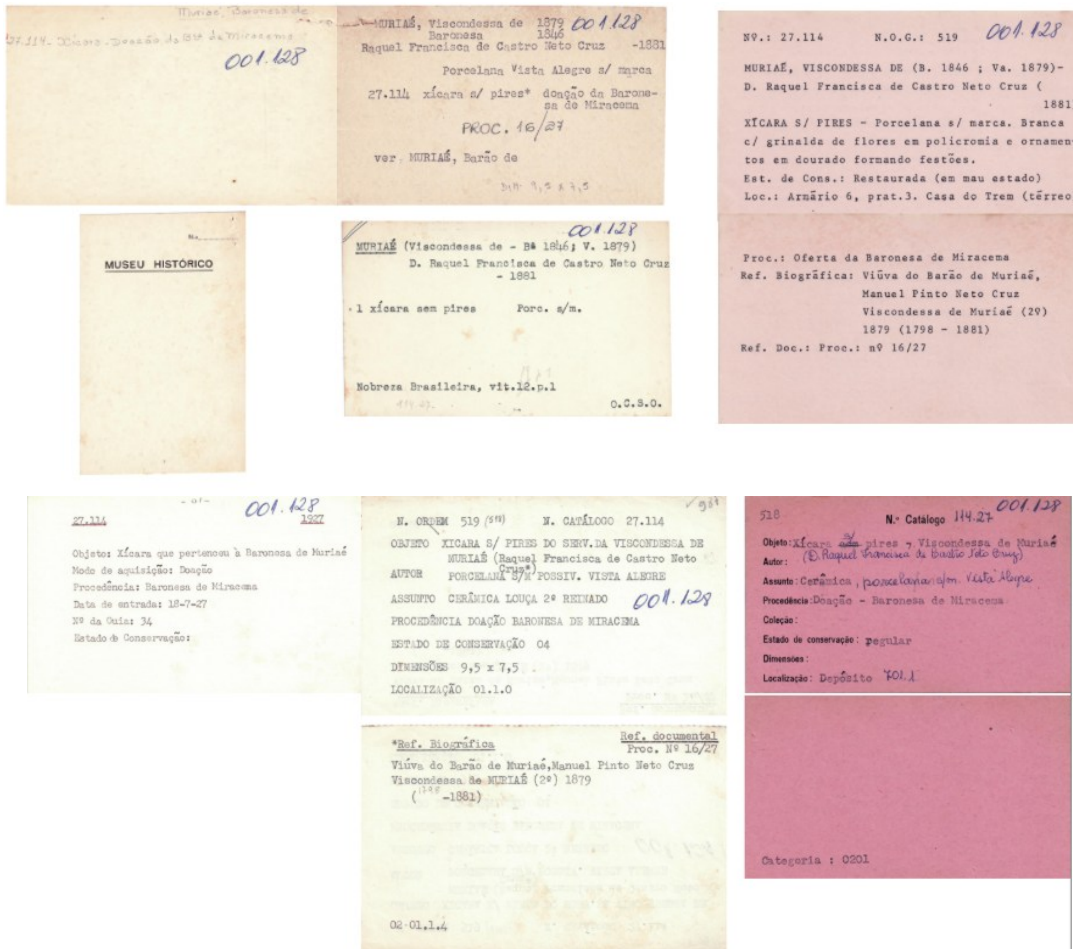 Muriaé, Baronesa de
27.114 - Xícara - Doação da Bsa de Miracema
001.128
MURIAÉ, Viscondessa de 1879
Baronesa 1846
001.128
Raquel Francisca de Castro Neto Cruz -1881
Porcelana Vista Alegre s/ marca
27.114 xícara s/ pires* doação da Barone-
sa de Miracema
PROC. 16/27
ver MURIAÉ, Barão de
9,5 x 7,5
Nº.: 27.114 N.O.G.: 519 001.128
MURIAÉ, VISCONDESSA DE (B. 1846 ; Va. 1879)-
D. Raquel Francisca de Castro Neto Cruz (
1881
XÍCARA S/ PIRES - Porcelana s/ marca. Branca
c/ grinalda de flores em policromia e ornamen-
tos em dourado formando festões.
Est. de Cons.: Restaurada (em mau estado)
Loc.: Armário 6, prat.3. Casa do Trem (térreo
Proc.: Oferta da Baronesa de Miracema
Ref. Biográfica: Viúva do Barão de Muriaé,
Manuel Pinto Neto Cruz
Viscondessa de Muriaé (2º)
1879 (1798 - 1881)
Ref. Doc.: Proc.: nº 16/27
No.
MUSEU HISTÓRICO
001.128
MURIAÉ (Viscondessa de - Bª 1846; V. 1879)
D. Raquel Francisca de Castro Neto Cruz
- 1881
1 xícara sem pires Porc. s/m.
Nobreza Brasileira, vit.12.p.1
O.C.S.O.
001.128
27.114 1927
Objeto: Xícara que pertenceu à Baronesa de Muriaé
Modo de aquisição: Doação
Procedência: Baronesa de Miracema
Data de entrada: 18-7-27
Nº da Guia: 34
Estado de Conservação:
N. ORDEM 519 (518) N. CATÁLOGO 27.114
OBJETO XICARA S/ PIRES DO SERV.DA VISCONDESSA DE
MURIAÉ (Raquel Francisca de Castro Neto
Cruz*)
AUTOR PORCELANA S/M POSSIV. VISTA ALEGRE
ASSUNTO CERÂMICA LOUÇA 2º REINADO 001.128
PROCEDÊNCIA DOAÇÃO BARONESA DE MIRACEMA
ESTADO DE CONSERVAÇÃO 04
DIMENSÕES 9,5 x 7,5
LOCALIZAÇÃO 01.1.0
*Ref. Biográfica Ref. documental
Proc. Nº 16/27
Viúva do Barão de Muriaé,Manuel Pinto Neto Cruz
Viscondessa de MURIAÉ (2º) 1879
(1798 -1881)
02-01.1.4
001.128
518 N.º Catálogo 114.27
Objeto: Xícara s/ pires, Viscondessa de Muriaé
Autor: (D. Raquel Francisca de Castro Neto Cruz)
Assunto: Cerâmica, porcelana s/m. Vista Alegre
Procedência: Doação - Baronesa de Miracema
Coleção:
Estado de conservação: regular
Dimensões:
Localização: Depósito 701.1
Categoria : 0201